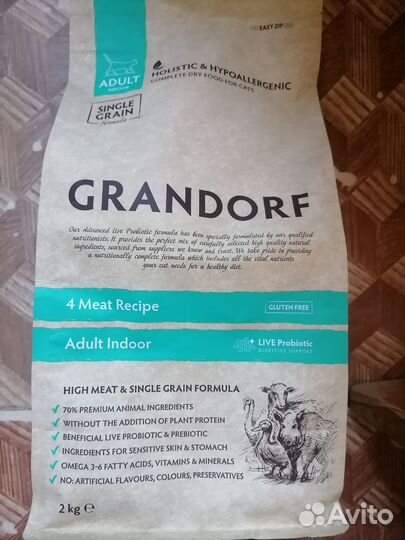 EASY ZIP
ADULT
INDOOR
HOLISTIC & HYPOALLERGENIC
COMPLETE DRY FOOD FOR CATS
SINGLE
GRAIN
formula
GRANDORF
Our Advanced Live Probiotic formula has been specially formulated by our qualified
nutritionists. It provides the perfect mix of carefully selected high quality natural
ingredients, sourced from suppliers we know and trust. We take pride in providing
a nutritionally complete formula which includes all the vital nutrients
your cat needs for a healthy diet.
4 Meat Recipe
GLUTEN FREE
Adult Indoor
LIVE Probiotic
DIGESTIVE SUPPORT
HIGH MEAT & SINGLE GRAIN FORMULA
70% PREMIUM ANIMAL INGREDIENTS
WITHOUT THE ADDITION OF PLANT PROTEIN
BENEFICIAL LIVE PROBIOTIC & PREBIOTIC
INGREDIENTS FOR SENSITIVE SKIN & STOMACH
OMEGA 3-6 FATTY ACIDS, VITAMINS & MINERALS
NO: ARTIFICIAL FLAVOURS, COLOURS, PRESERVATIVES
2 kg ℮
Avito